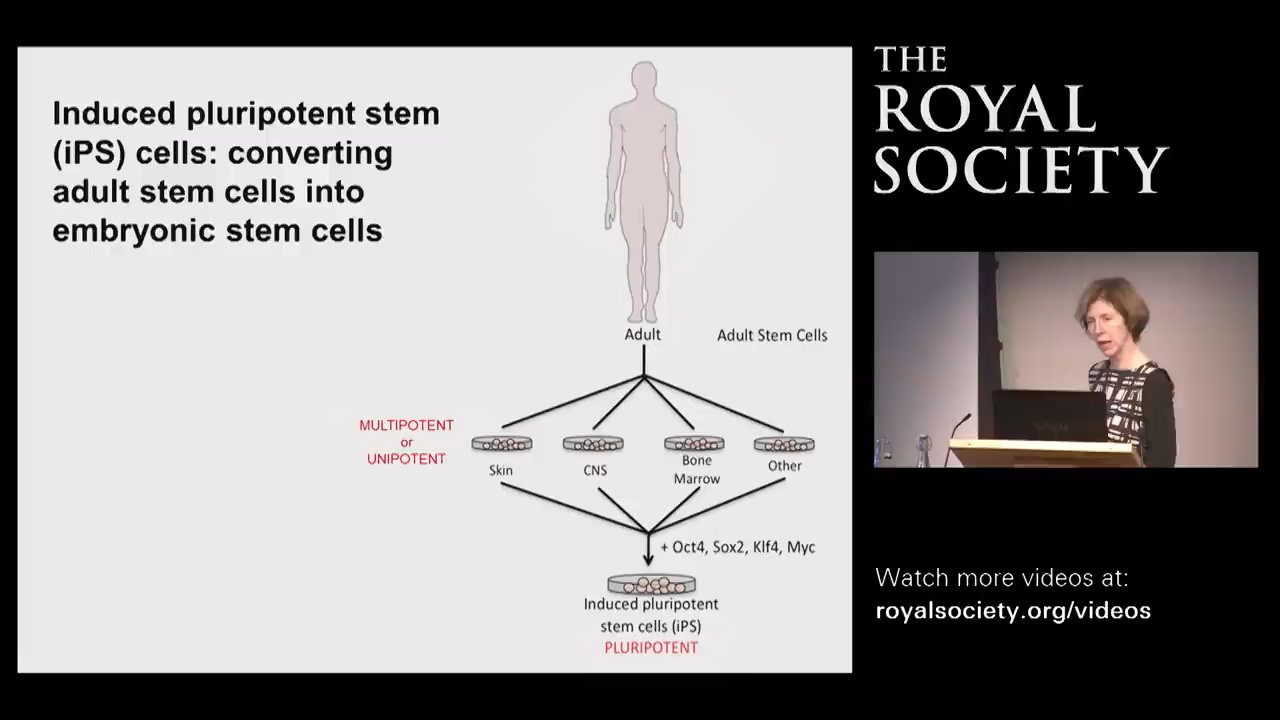 Induced pluripotent stem
(iPS) cells: converting
adult stem cells into
embryonic stem cells
Adult
Adult Stem Cells
MULTIPOTENT
or
UNIPOTENT
Skin
CNS
Bone
Marrow
Other
+ Oct4, Sox2, Klf4, Myc
Induced pluripotent
stem cells (iPS)
PLURIPOTENT
THE
ROYAL
SOCIETY
Watch more videos at:
royalsociety.org/videos